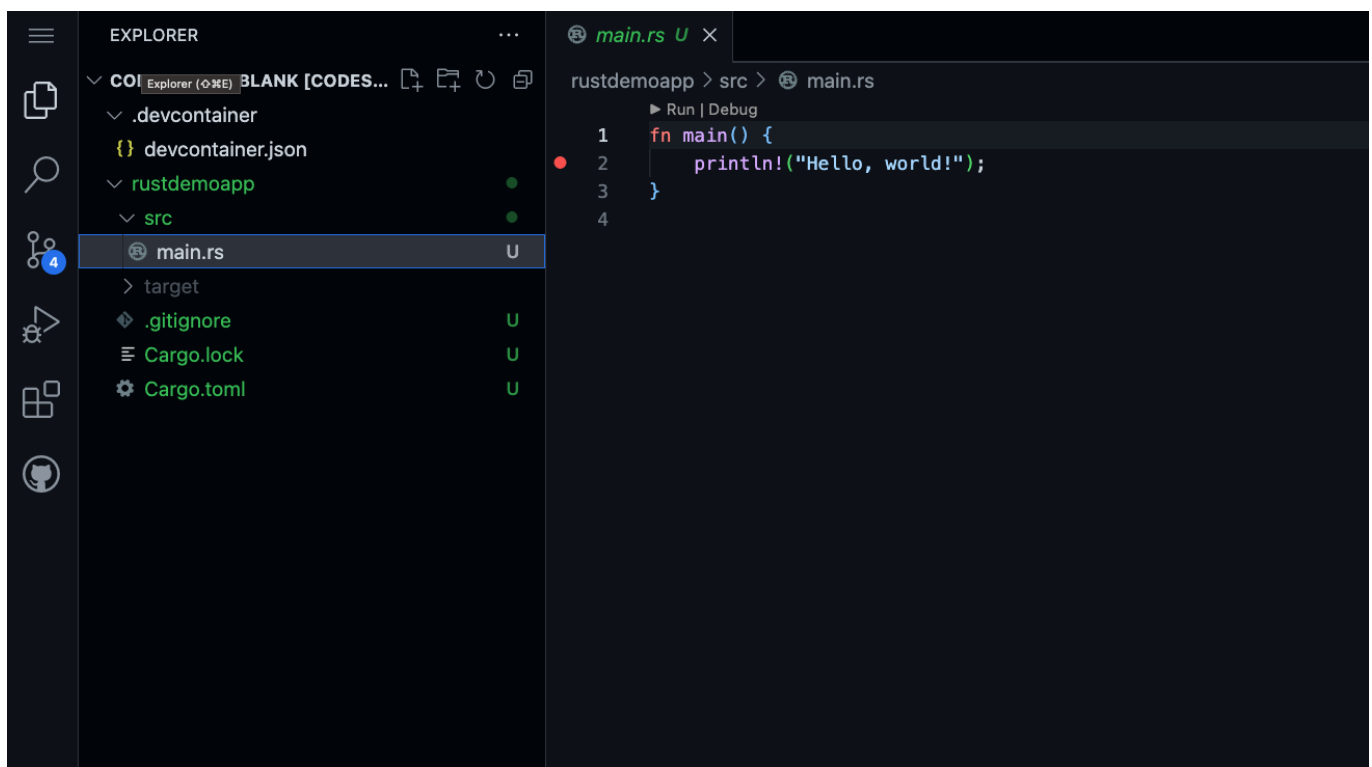 EXPLORER
COD
Explorer (⇧⌘E)
BLANK [CODES...
.devcontainer
{} devcontainer.json
rustdemoapp
src
main.rs U
target
.gitignore U
Cargo.lock U
Cargo.toml U
4
main.rs U
rustdemoapp > src > main.rs
Run | Debug
1 fn main() {
2 println!("Hello, world!");
3 }
4